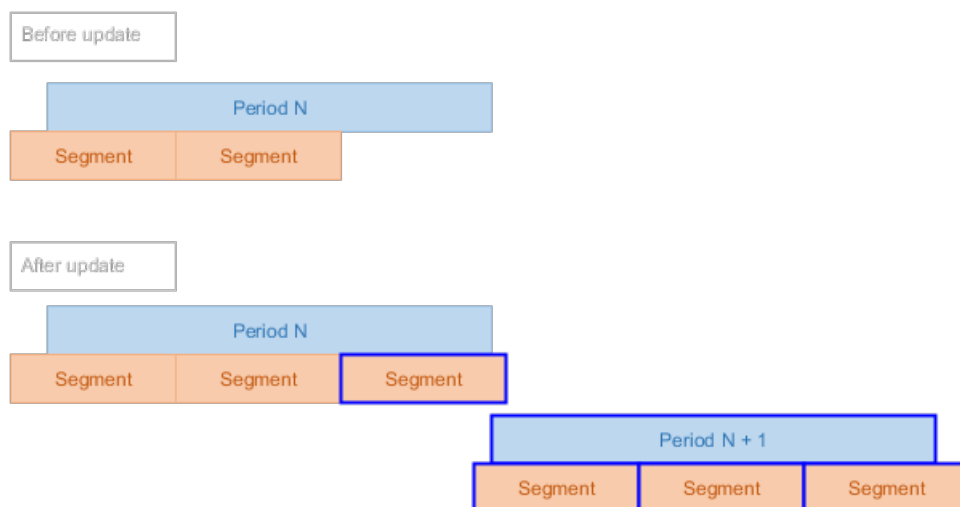 Before update
Period N
Segment Segment
After update
Period N
Segment Segment Segment
Period N + 1
Segment Segment Segment